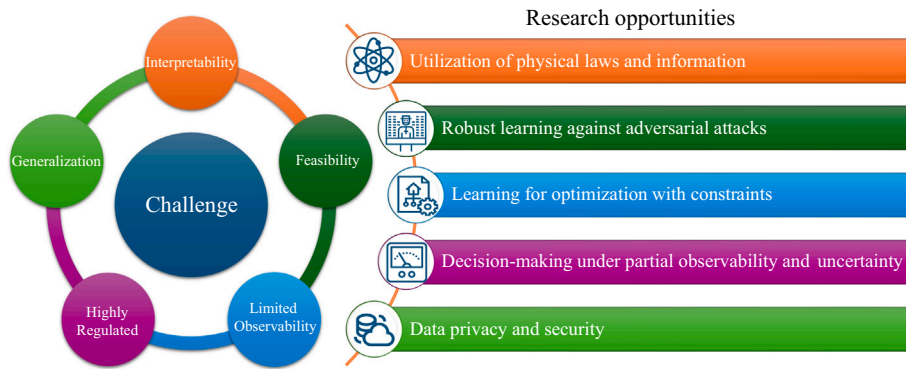 Research opportunities
Interpretability
Feasibility
Limited
Observability
Highly
Regulated
Generalization
Challenge
Utilization of physical laws and information
Robust learning against adversarial attacks
Learning for optimization with constraints
Decision-making under partial observability and uncertainty
Data privacy and security